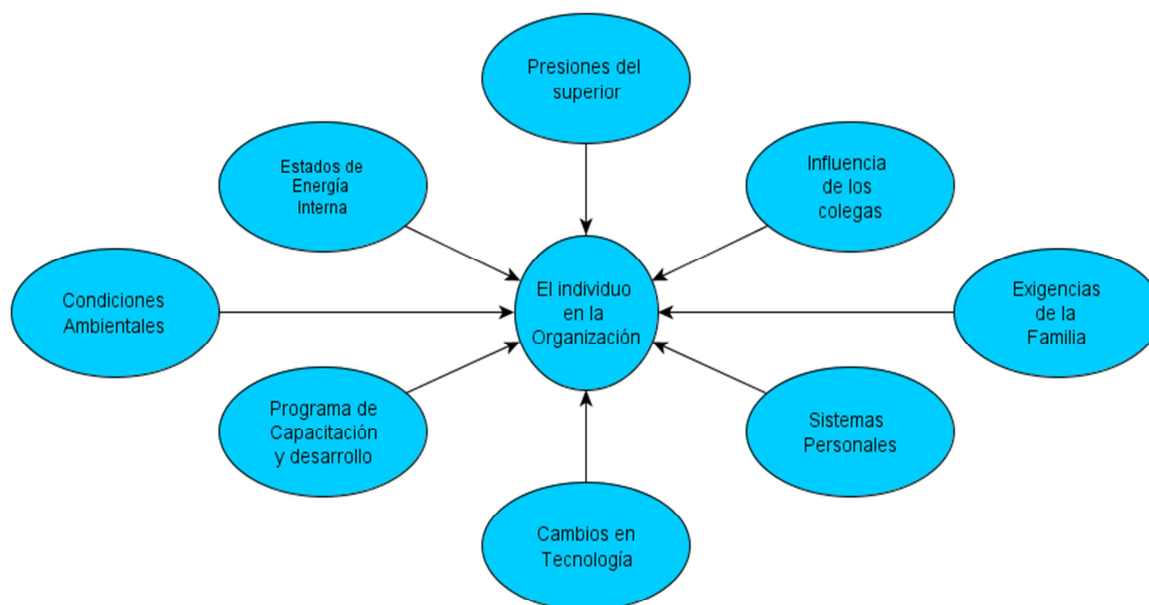 Presiones del
superior
Estados de
Energía
Interna
Influencia
de los
colegas
Condiciones
Ambientales
El individuo
en la
Organización
Exigencias
de la
Familia
Programa de
Capacitación
y desarrollo
Sistemas
Personales
Cambios en
Tecnología